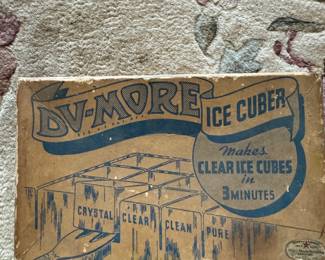 DU-MORE
ICE CUBER
makes
CLEAR ICE CUBES
in
3 MINUTES
CRYSTAL CLEAR CLEAN PURE